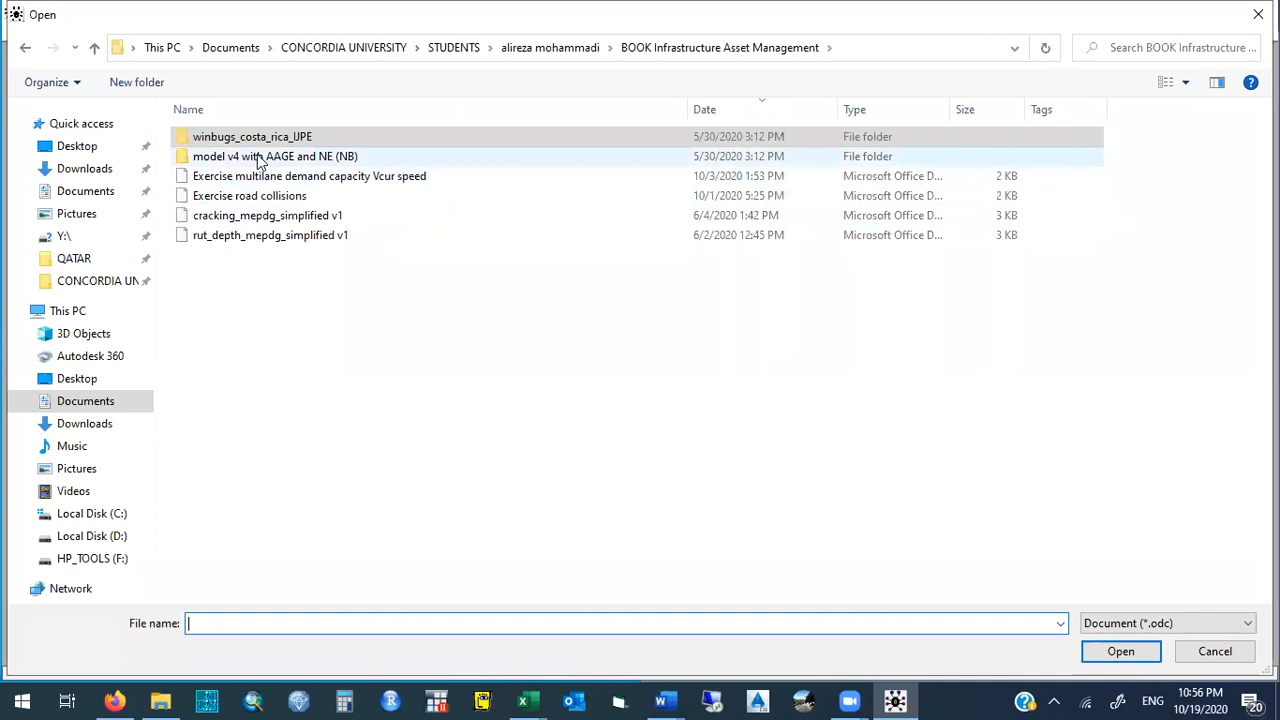 Open
This PC > Documents > CONCORDIA UNIVERSITY > STUDENTS > alireza mohammadi > BOOK Infrastructure Asset Management >
Search BOOK Infrastructure ...
Organize
New folder
Name
Date
Type
Size
Tags
winbugs_costa_rica_IJPE 5/30/2020 3:12 PM File folder
model v4 with AAGE and NE (NB) 5/30/2020 3:12 PM File folder
Exercise multilane demand capacity Vcur speed 10/3/2020 1:53 PM Microsoft Office D... 2 KB
Exercise road collisions 10/1/2020 5:25 PM Microsoft Office D... 2 KB
cracking_mepdg_simplified v1 6/4/2020 1:42 PM Microsoft Office D... 3 KB
rut_depth_mepdg_simplified v1 6/2/2020 12:45 PM Microsoft Office D... 3 KB
Quick access
Desktop
Downloads
Documents
Pictures
Y:\
QATAR
CONCORDIA UN
This PC
3D Objects
Autodesk 360
Desktop
Documents
Downloads
Music
Pictures
Videos
Local Disk (C:)
Local Disk (D:)
HP_TOOLS (F:)
Network
File name:
Document (*.odc)
Open
Cancel
ENG
10:56 PM
10/19/2020
20